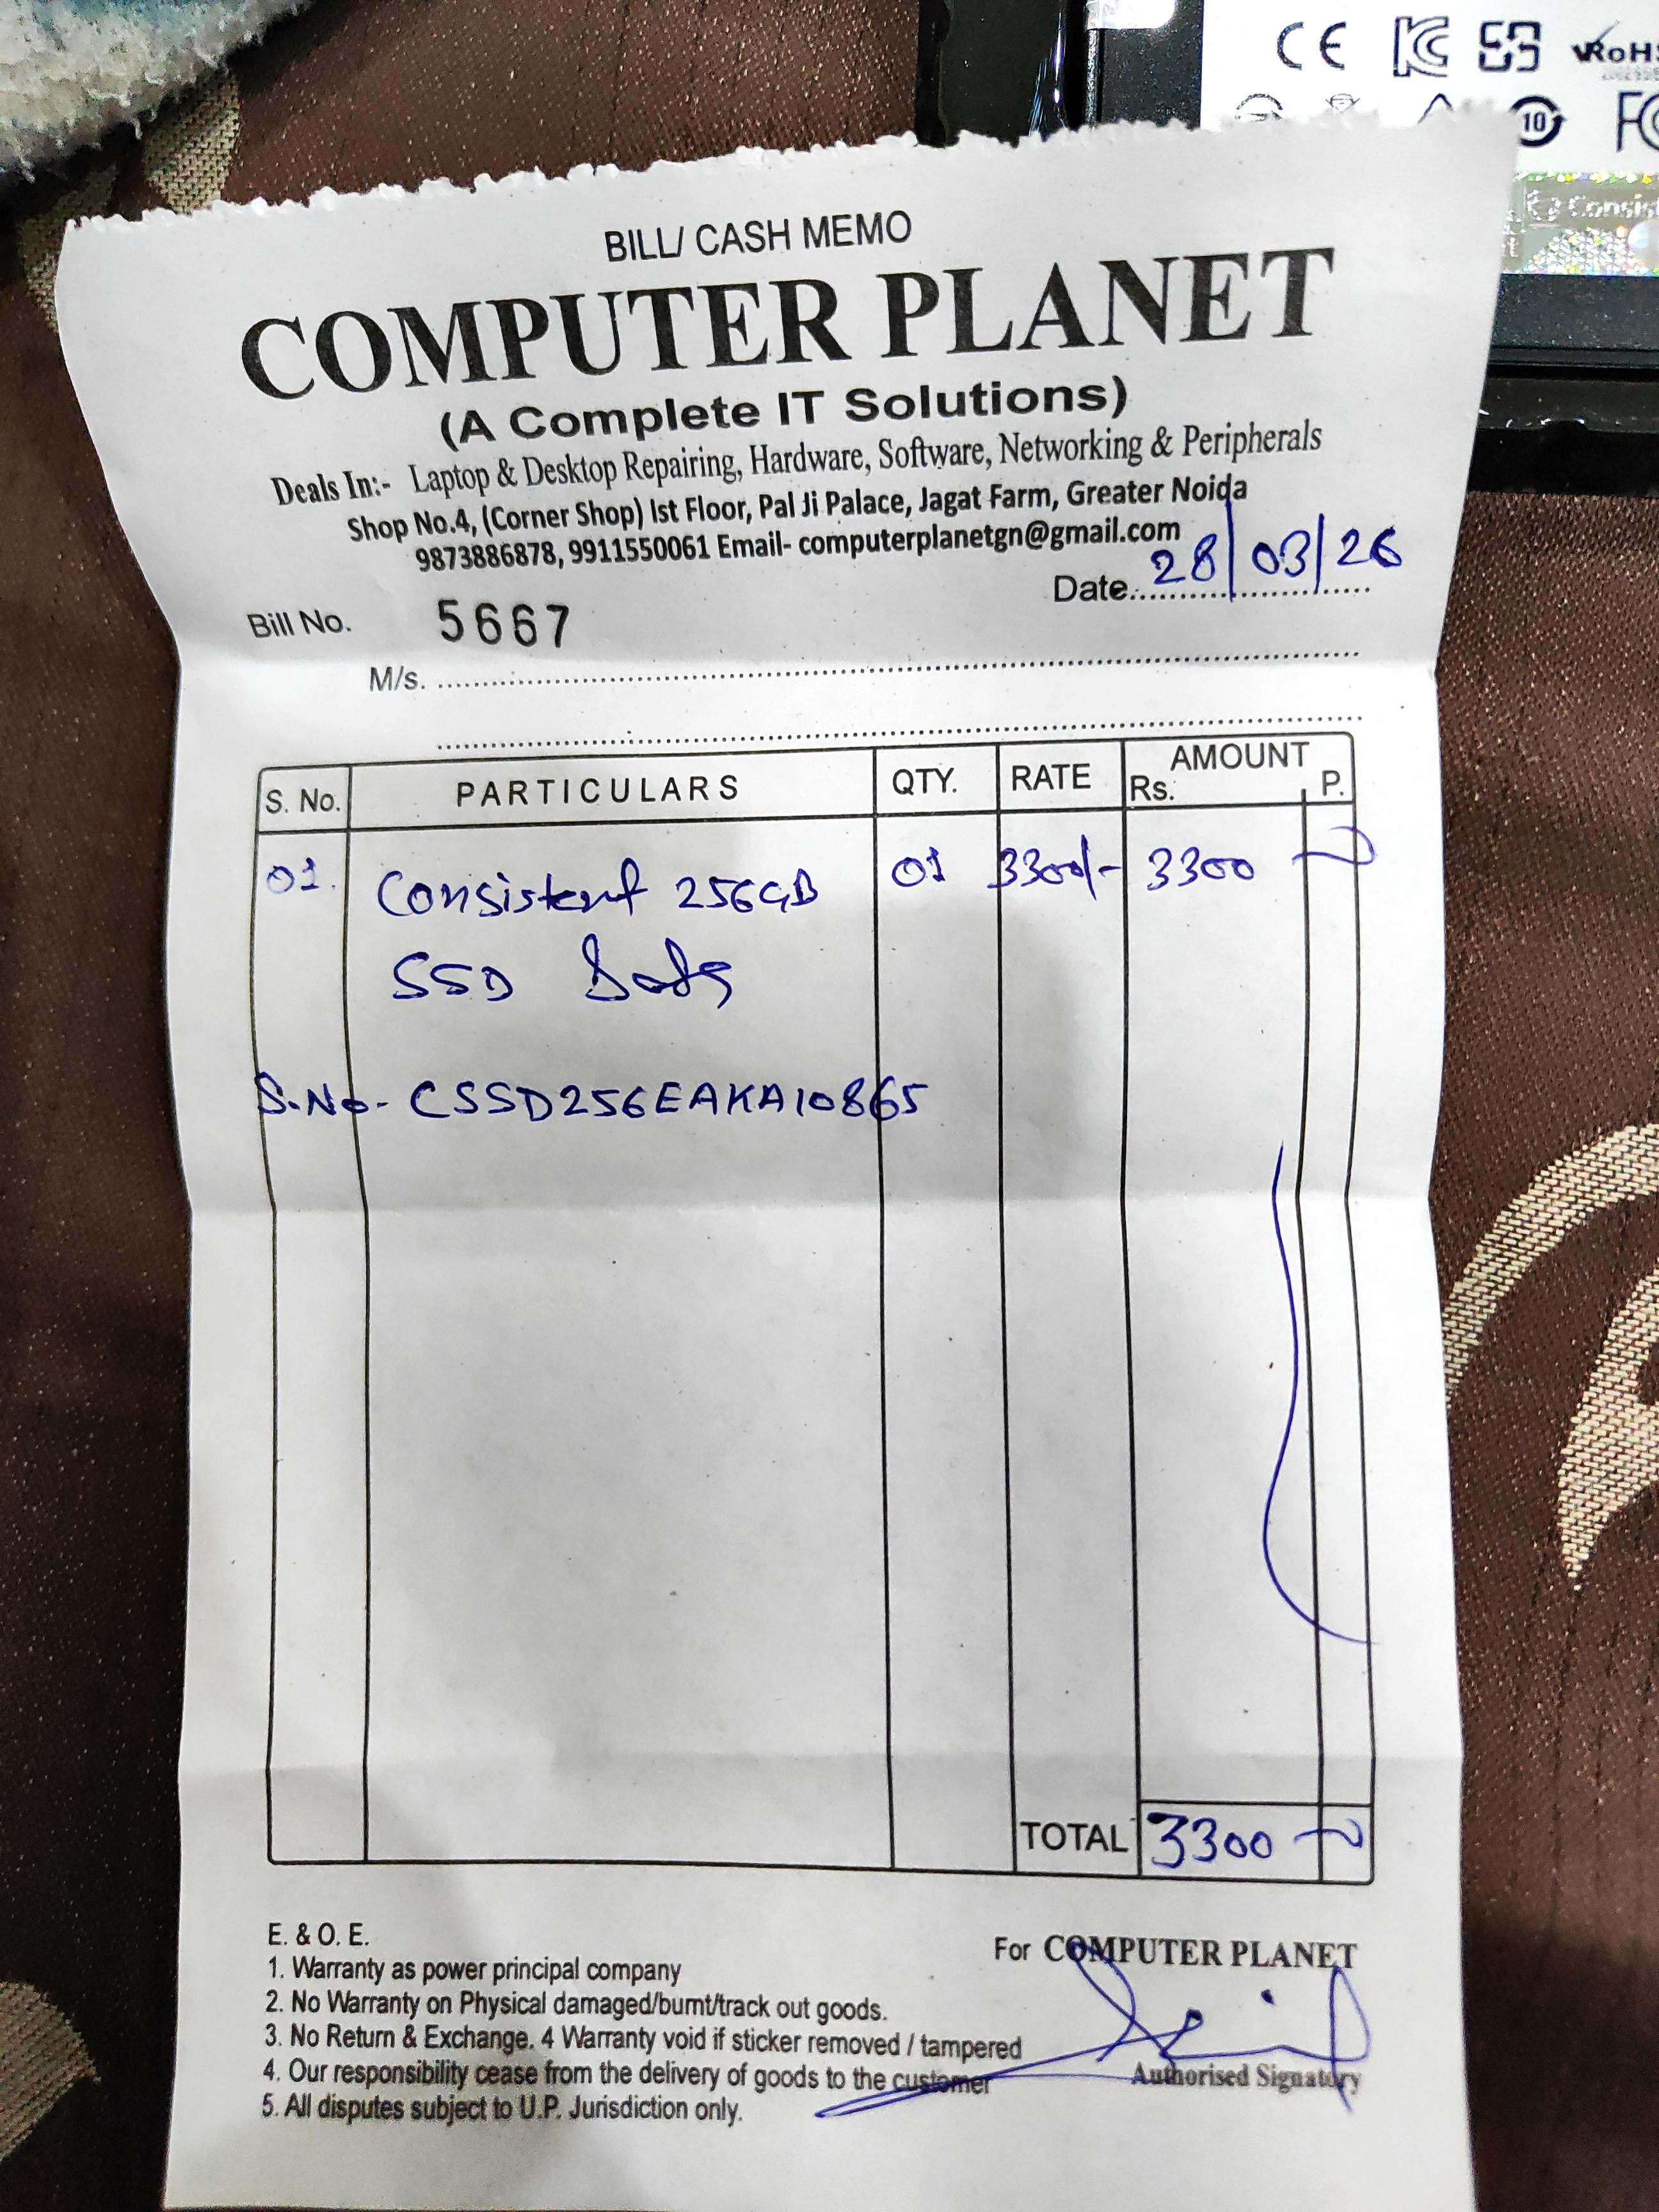 CE
RoHS
10
FC
Consis
BILL/ CASH MEMO
COMPUTER PLANET
(A Complete IT Solutions)
Deals In:- Laptop & Desktop Repairing, Hardware, Software, Networking & Peripherals
Shop No.4, (Corner Shop) Ist Floor, Pal Ji Palace, Jagat Farm, Greater Noida
9873886878, 9911550061 Email- computerplanetgn@gmail.com
Date. 28/03/26
Bill No. 5667
M/s.
S. No. PARTICULARS QTY. RATE AMOUNT
Rs. P.
01. Consistent 256GB 01 3300/- 3300
SSD
S.No- CSSD256EAKA10865
TOTAL 3300
E. & O. E.
For COMPUTER PLANET
1. Warranty as power principal company
2. No Warranty on Physical damaged/burnt/track out goods.
3. No Return & Exchange. 4 Warranty void if sticker removed / tampered
4. Our responsibility cease from the delivery of goods to the customer
Authorised Signatory
5. All disputes subject to U.P. Jurisdiction only.